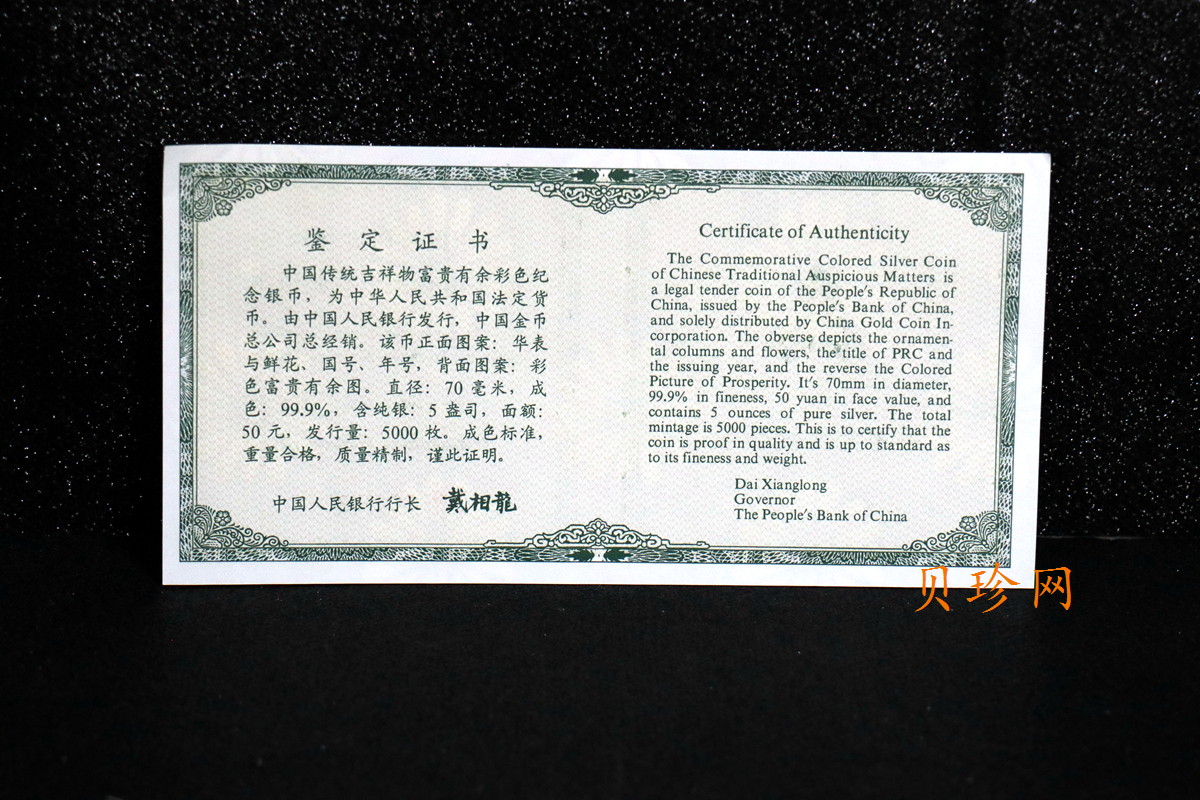 鉴定证书
中国传统吉祥物富贵有余彩色纪
念银币，为中华人民共和国法定货
币。由中国人民银行发行，中国金币
总公司总经销。该币正面图案：华表
与鲜花、国号、年号，背面图案：彩
色富贵有余图。直径：70毫米，成
色：99.9%，含纯银：5盎司，面额：
50元，发行量：5000枚。成色标准，
重量合格，质量精制，谨此证明。
中国人民银行行长 戴相龍
Certificate of Authenticity
The Commemorative Colored Silver Coin
of Chinese Traditional Auspicious Matters is
a legal tender coin of the People's Republic of
China, issued by the People's Bank of China,
and solely distributed by China Gold Coin In-
corporation. The obverse depicts the ornamen-
tal columns and flowers, the title of PRC and
the issuing year, and the reverse the Colored
Picture of Prosperity. It's 70mm in diameter,
99.9% in fineness, 50 yuan in face value, and
contains 5 ounces of pure silver. The total
mintage is 5000 pieces. This is to certify that the
coin is proof in quality and is up to standard as
to its fineness and weight.
Dai Xianglong
Governor
The People's Bank of China
贝珍网